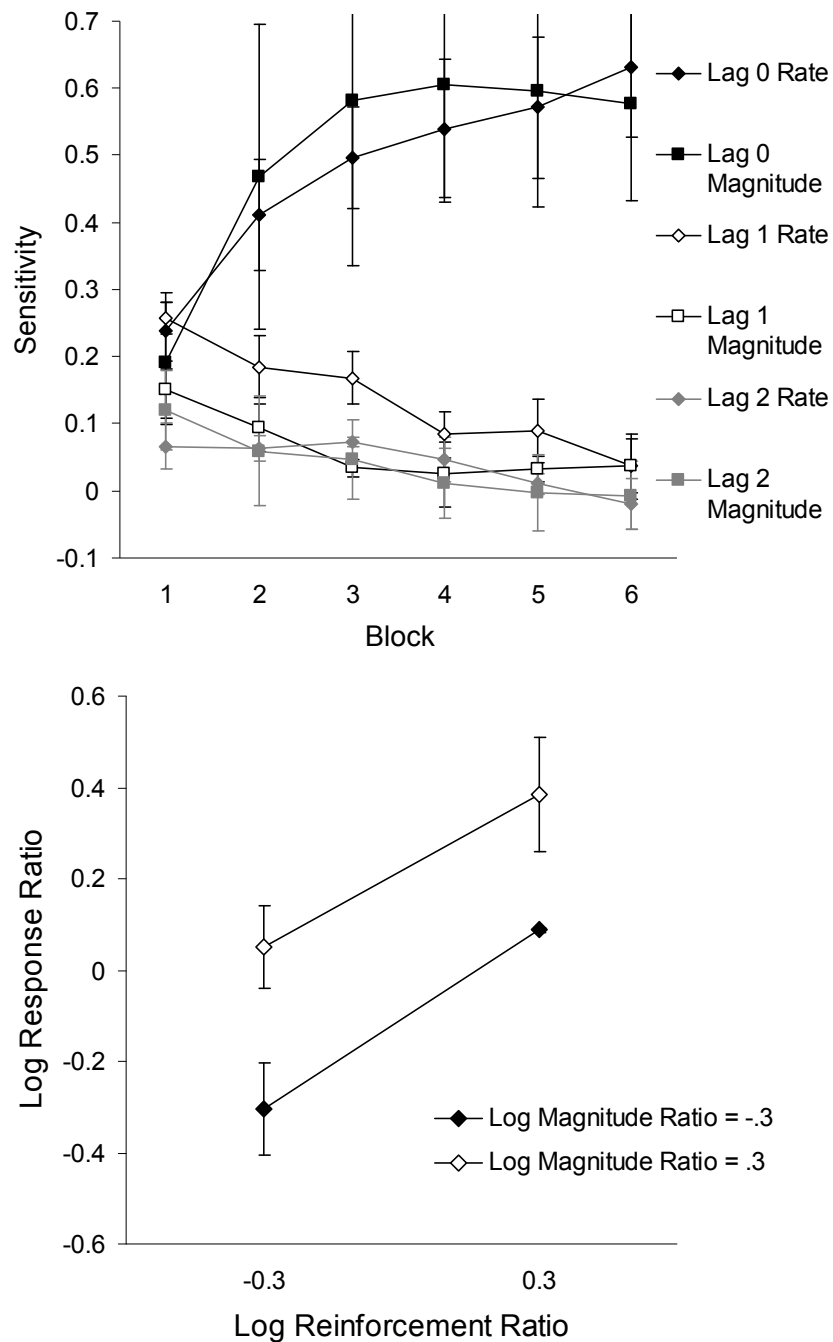 0.7
0.6
0.5
0.4
0.3
0.2
0.1
0
-0.1
Sensitivity
1 2 3 4 5 6
Block
Lag 0 Rate
Lag 0
Magnitude
Lag 1 Rate
Lag 1
Magnitude
Lag 2 Rate
Lag 2
Magnitude
0.6
0.4
0.2
0
-0.2
-0.4
-0.6
Log Response Ratio
Log Magnitude Ratio = -.3
Log Magnitude Ratio = .3
-0.3 0.3
Log Reinforcement Ratio